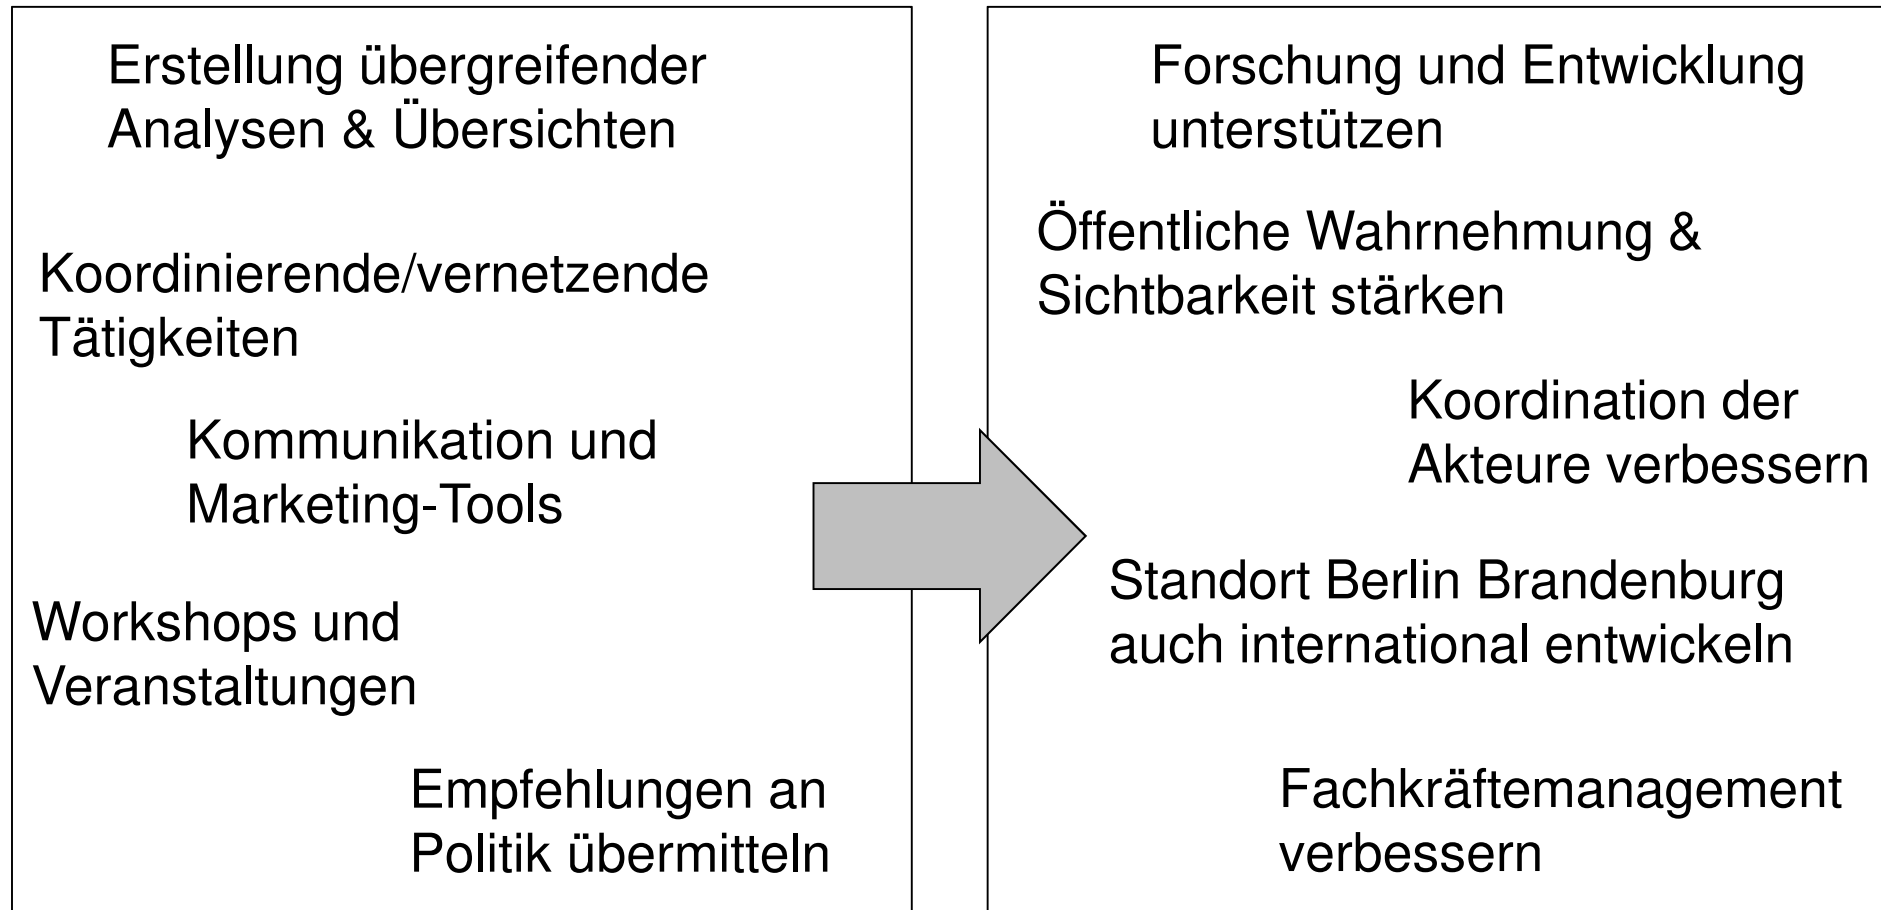 Erstellung übergreifender
Analysen & Übersichten
Koordinierende/vernetzende
Tätigkeiten
Kommunikation und
Marketing-Tools
Workshops und
Veranstaltungen
Empfehlungen an
Politik übermitteln
Forschung und Entwicklung
unterstützen
Öffentliche Wahrnehmung &
Sichtbarkeit stärken
Koordination der
Akteure verbessern
Standort Berlin Brandenburg
auch international entwickeln
Fachkräftemanagement
verbessern